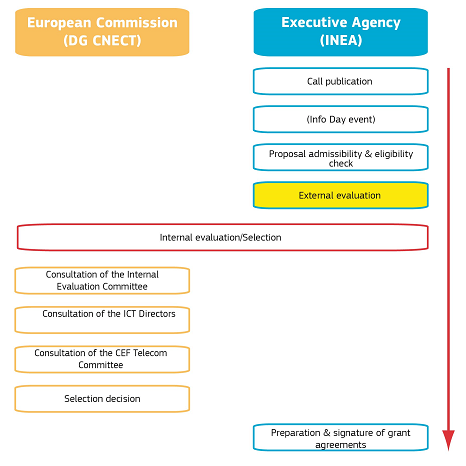 European Commission
(DG CNECT)
Executive Agency
(INEA)
Call publication
(Info Day event)
Proposal admissibility & eligibility
check
External evaluation
Internal evaluation/Selection
Consultation of the Internal
Evaluation Committee
Consultation of the ICT Directors
Consultation of the CEF Telecom
Committee
Selection decision
Preparation & signature of grant
agreements